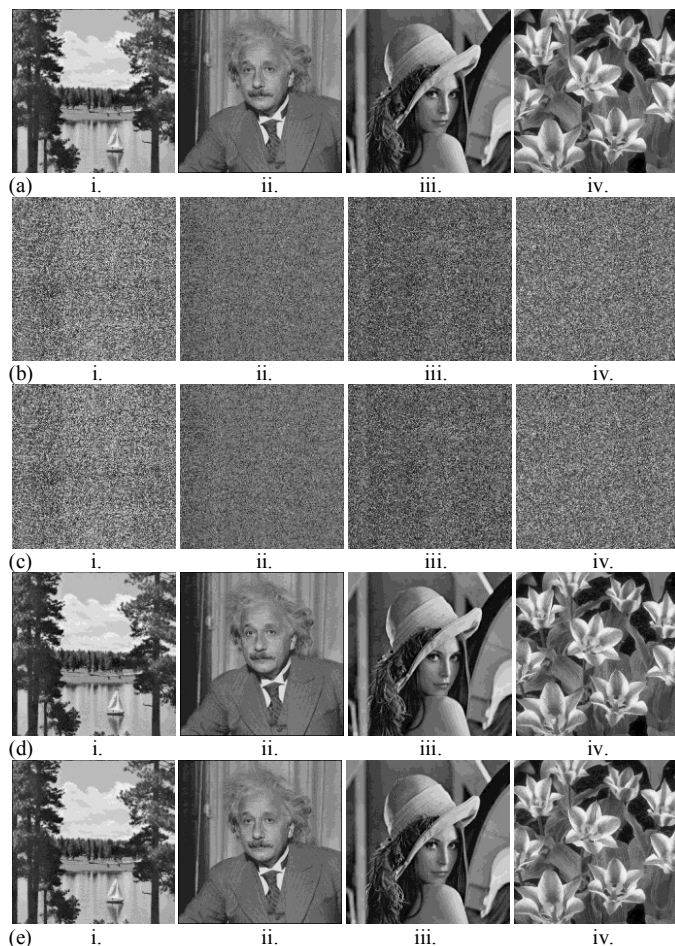 (a) i. ii. iii. iv.
(b) i. ii. iii. iv.
(c) i. ii. iii. iv.
(d) i. ii. iii. iv.
(e) i. ii. iii. iv.